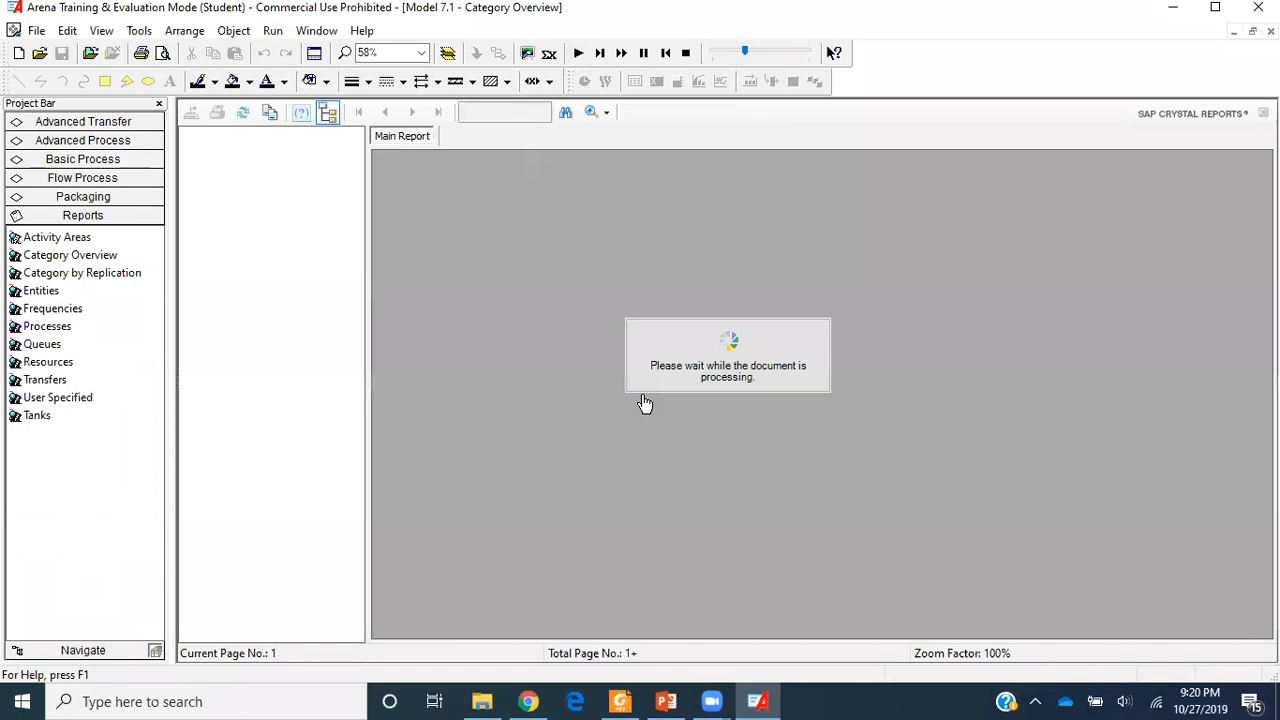 Arena Training & Evaluation Mode (Student) - Commercial Use Prohibited - [Model 7.1 - Category Overview]
File Edit View Tools Arrange Object Run Window Help
58%
Project Bar
Advanced Transfer
Advanced Process
Basic Process
Flow Process
Packaging
Reports
Activity Areas
Category Overview
Category by Replication
Entities
Frequencies
Processes
Queues
Resources
Transfers
User Specified
Tanks
Navigate
SAP CRYSTAL REPORTS®
Main Report
Please wait while the document is
processing.
Current Page No.: 1 Total Page No.: 1+ Zoom Factor: 100%
For Help, press F1
Type here to search
9:20 PM
10/27/2019
15